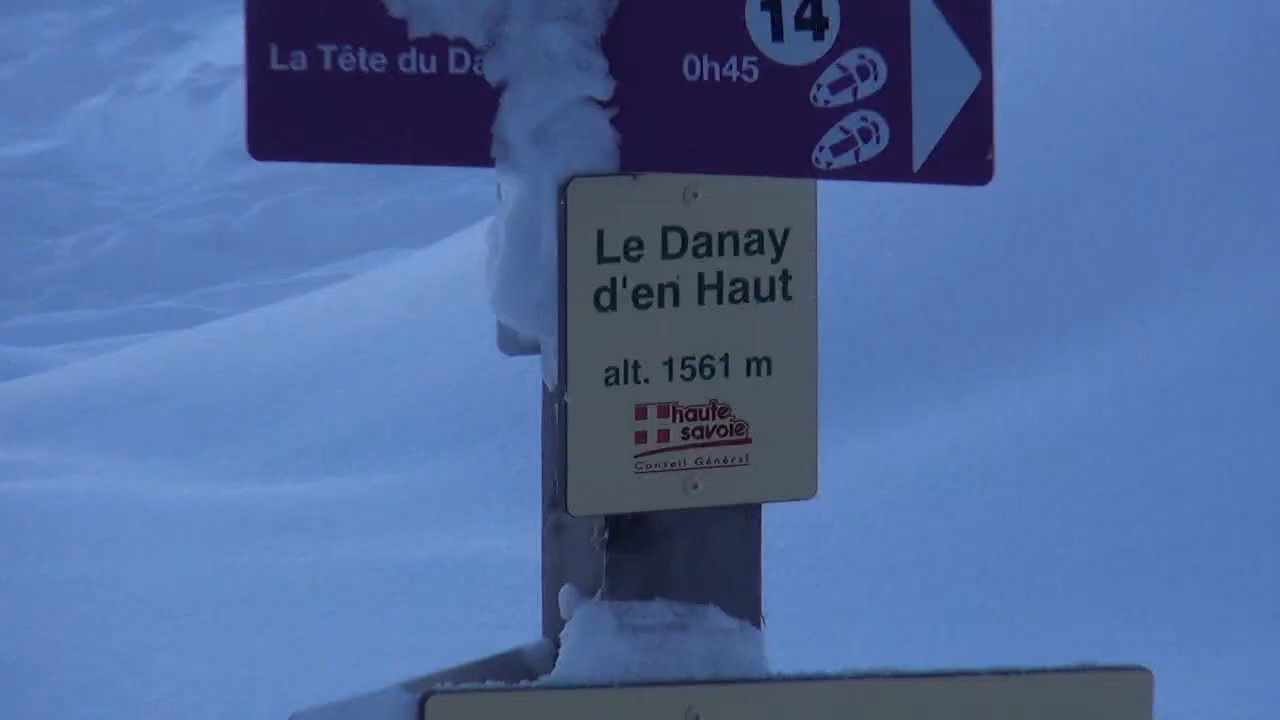 14
La Tête du Da
0h45
Le Danay
d'en Haut
alt. 1561 m
haute
savoie
Conseil Général